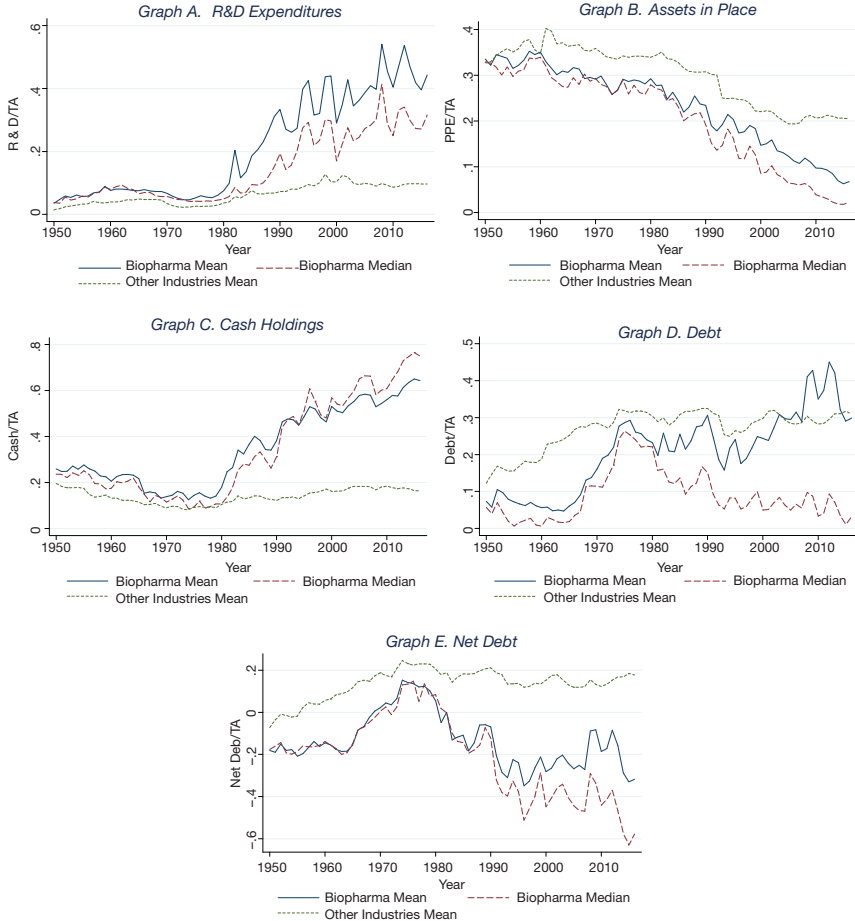 Graph A. R&D Expenditures
R & D/TA
0 .2 .4 .6
1950 1960 1970 1980 1990 2000 2010
Year
Biopharma Mean Biopharma Median
Other Industries Mean
Graph B. Assets in Place
PPE/TA
0 .1 .2 .3 .4
1950 1960 1970 1980 1990 2000 2010
Year
Biopharma Mean Biopharma Median
Other Industries Mean
Graph C. Cash Holdings
Cash/TA
0 .2 .4 .6 .8
1950 1960 1970 1980 1990 2000 2010
Year
Biopharma Mean Biopharma Median
Other Industries Mean
Graph D. Debt
Debt/TA
0 .1 .2 .3 .4 .5
1950 1960 1970 1980 1990 2000 2010
Year
Biopharma Mean Biopharma Median
Other Industries Mean
Graph E. Net Debt
Net Deb/TA
-.6 -.4 -.2 0 .2
1950 1960 1970 1980 1990 2000 2010
Year
Biopharma Mean Biopharma Median
Other Industries Mean